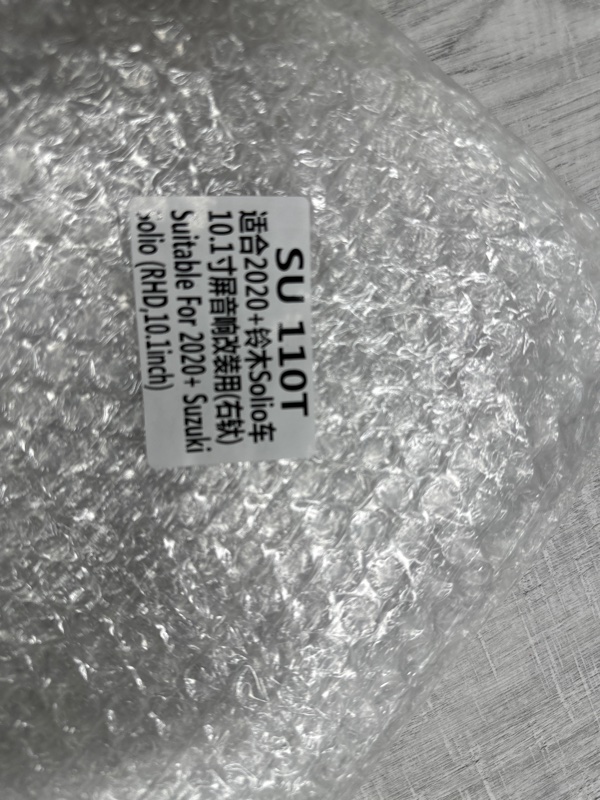 SU 110T
适合2020+铃木Solio车
10.1寸屏音响改装用(右钛)
Suitable For 2020+ Suzuki
Solio (RHD,10.1inch)